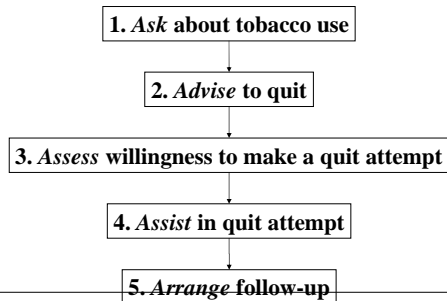 1. Ask about tobacco use
2. Advise to quit
3. Assess willingness to make a quit attempt
4. Assist in quit attempt
5. Arrange follow-up